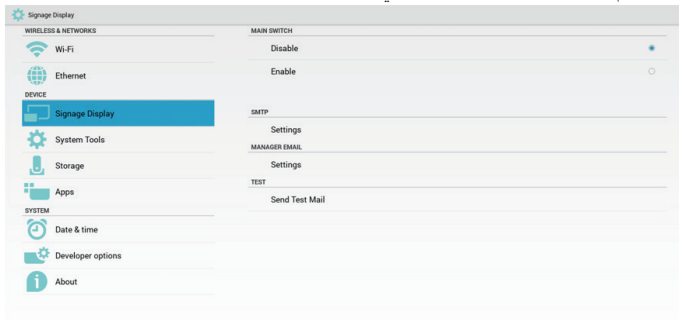 Signage Display
WIRELESS & NETWORKS
Wi-Fi
Ethernet
DEVICE
Signage Display
System Tools
Storage
Apps
SYSTEM
Date & time
Developer options
About
MAIN SWITCH
Disable
Enable
SMTP
Settings
MANAGER EMAIL
Settings
TEST
Send Test Mail